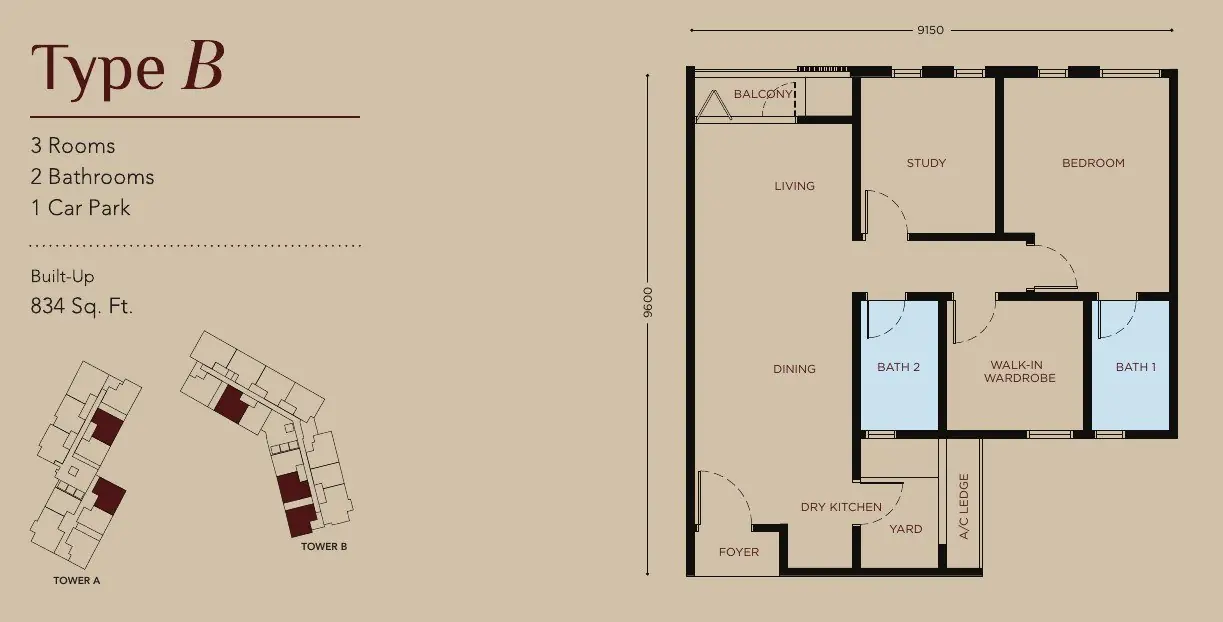 Type B
3 Rooms
2 Bathrooms
1 Car Park
Built-Up
834 Sq. Ft.
TOWER A
TOWER B
9150
9600
BALCONY
STUDY
BEDROOM
LIVING
DINING
BATH 2
WALK-IN
WARDROBE
BATH 1
DRY KITCHEN
YARD
A/C LEDGE
FOYER